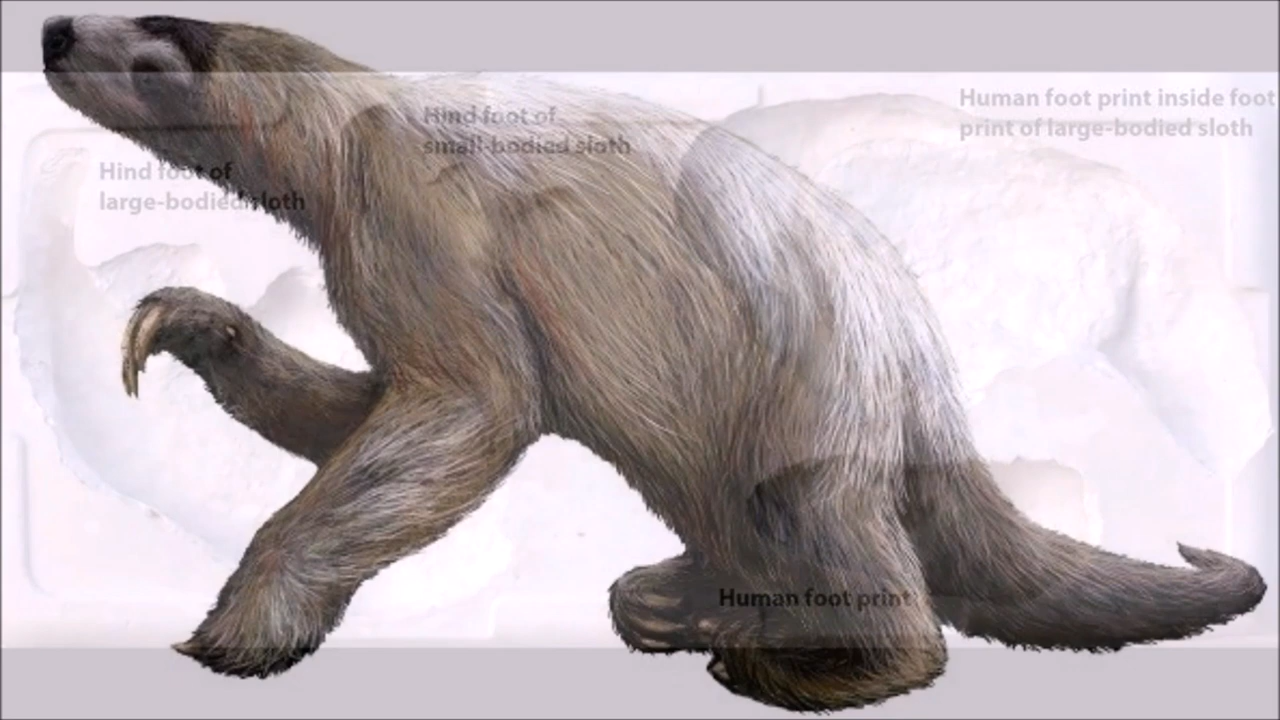 Hind foot of
large-bodied sloth
Hind foot of
small-bodied sloth
Human foot print inside foot
print of large-bodied sloth
Human foot print